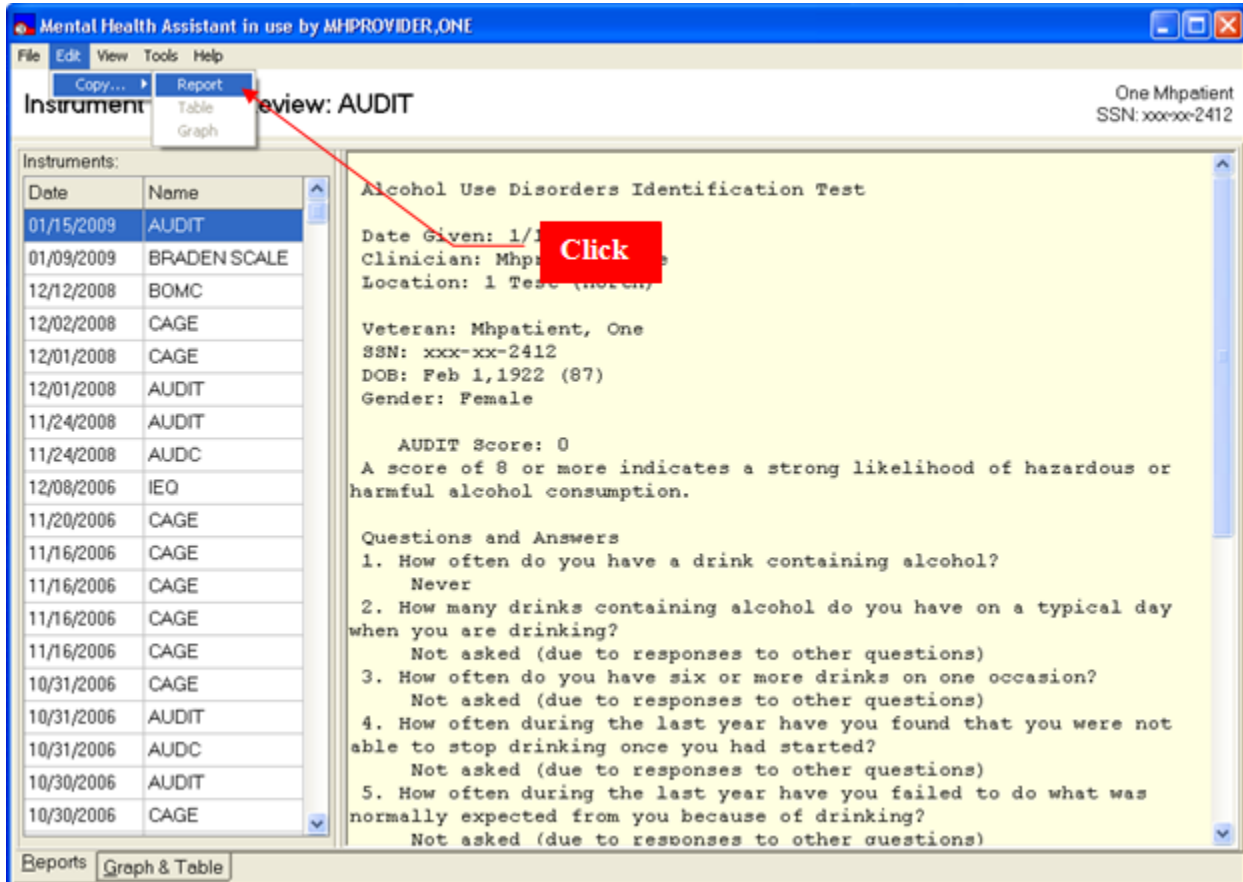 Mental Health Assistant in use by MHPROVIDER,ONE
File Edit View Tools Help
Copy... Report
Table
Graph
Instrument eview: AUDIT
One Mhpatient
SSN: xxx-xx-2412
Instruments:
Date Name
01/15/2009 AUDIT
01/09/2009 BRADEN SCALE
12/12/2008 BOMC
12/02/2008 CAGE
12/01/2008 CAGE
12/01/2008 AUDIT
11/24/2008 AUDIT
11/24/2008 AUDC
12/08/2006 IEQ
11/20/2006 CAGE
11/16/2006 CAGE
11/16/2006 CAGE
11/16/2006 CAGE
11/16/2006 CAGE
10/31/2006 CAGE
10/31/2006 AUDIT
10/31/2006 AUDC
10/30/2006 AUDIT
10/30/2006 CAGE
Alcohol Use Disorders Identification Test
Date Given: 1/1
Click
Clinician: Mhpr
Location: 1 Test
Veteran: Mhpatient, One
SSN: xxx-xx-2412
DOB: Feb 1,1922 (87)
Gender: Female
AUDIT Score: 0
A score of 8 or more indicates a strong likelihood of hazardous or
harmful alcohol consumption.
Questions and Answers
1. How often do you have a drink containing alcohol?
Never
2. How many drinks containing alcohol do you have on a typical day
when you are drinking?
Not asked (due to responses to other questions)
3. How often do you have six or more drinks on one occasion?
Not asked (due to responses to other questions)
4. How often during the last year have you found that you were not
able to stop drinking once you had started?
Not asked (due to responses to other questions)
5. How often during the last year have you failed to do what was
normally expected from you because of drinking?
Not asked (due to responses to other questions)
Reports Graph & Table